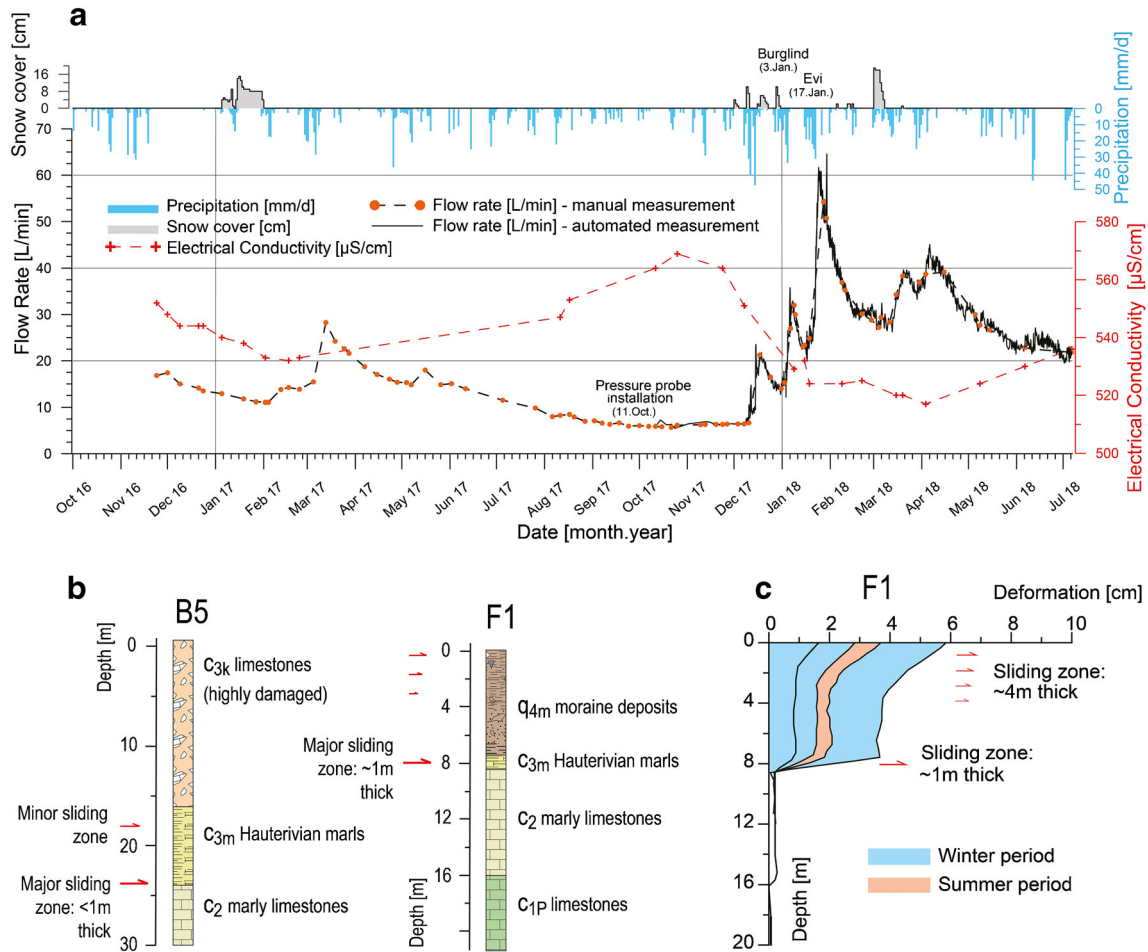 a
Snow cover [cm]
16
8
0
Burglind
(3.Jan.)
Evi
(17.Jan.)
Precipitation [mm/d]
0
10
20
30
40
50
Flow Rate [L/min]
70
60
50
40
30
20
10
0
Precipitation [mm/d]
Snow cover [cm]
Electrical Conductivity [µS/cm]
Flow rate [L/min] - manual measurement
Flow rate [L/min] - automated measurement
Pressure probe
installation
(11.Oct.)
Electrical Conductivity [µS/cm]
580
560
540
520
510
500
Oct 16
Nov 16
Dec 16
Jan 17
Feb 17
Mar 17
Apr 17
May 17
Jun 17
Jul 17
Aug 17
Sep 17
Oct 17
Nov 17
Dec 17
Jan 18
Feb 18
Mar 18
Apr 18
May 18
Jun 18
Jul 18
Date [month.year]
b
B5
Depth [m]
0
10
20
30
c3k limestones
(highly damaged)
Minor sliding
zone
c3m Hauterivian marls
Major sliding
zone: <1m
thick
c2 marly limestones
F1
0
4
8
12
16
Depth [m]
q4m moraine deposits
Major sliding
zone: ~1m
thick
c3m Hauterivian marls
c2 marly limestones
c1P limestones
c
F1
Deformation [cm]
0 2 4 6 8 10
0
4
8
12
16
20
Depth [m]
Sliding zone:
~4m thick
Sliding zone:
~1m thick
Winter period
Summer period